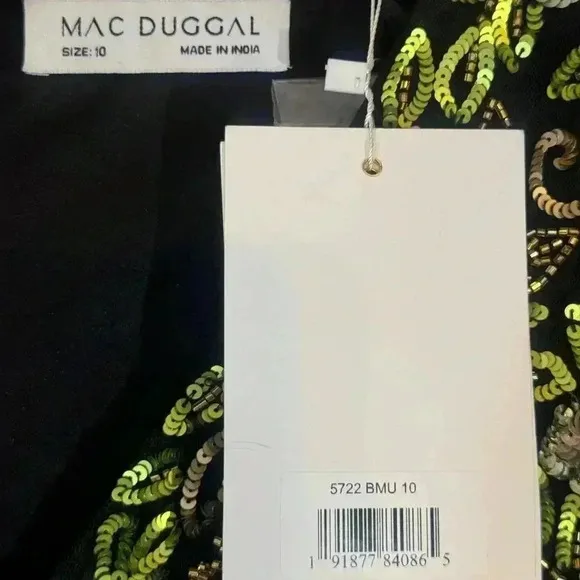 MAC DUGGAL
SIZE: 10 MADE IN INDIA
5722 BMU 10
1 91877 84086 5